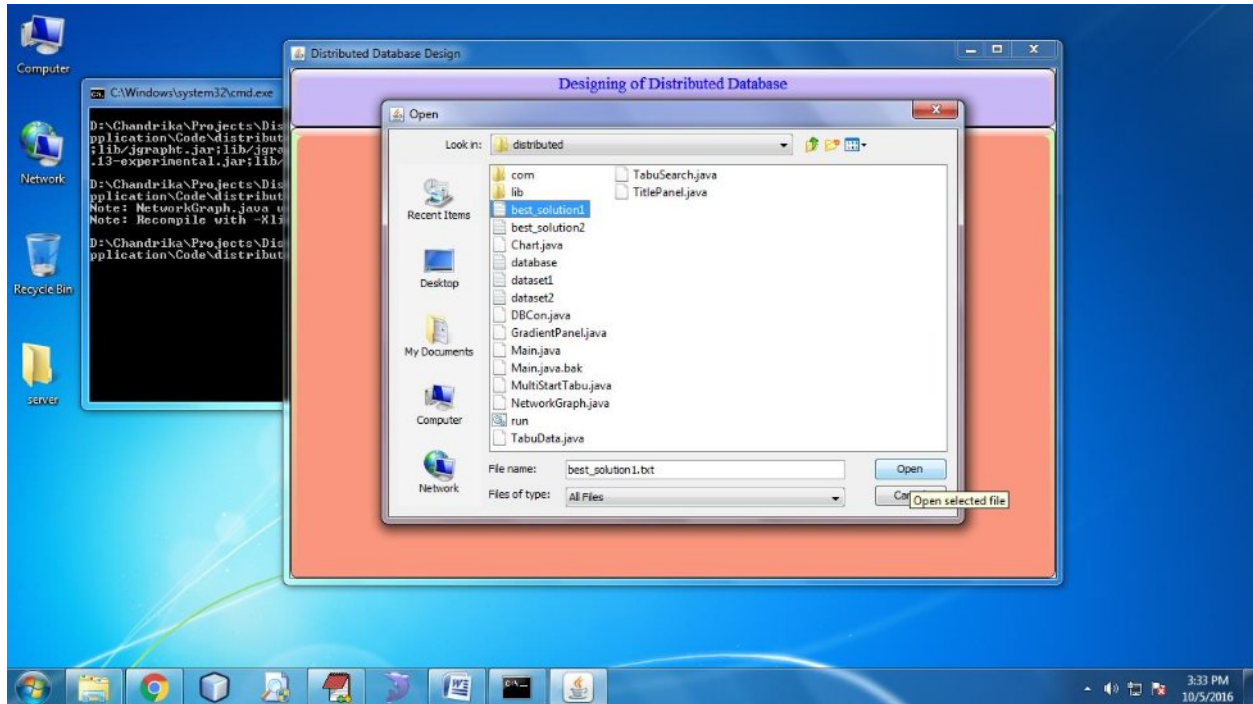 Computer
Network
Recycle Bin
server
C:\Windows\system32\cmd.exe
D:\Chandrika\Projects\Dis
pplication\Code\distribut
;lib/jgrapht.jar;lib/jgra
.13-experimental.jar;lib/
D:\Chandrika\Projects\Dis
pplication\Code\distribut
Note: NetworkGraph.java u
Note: Recompile with -Xli
D:\Chandrika\Projects\Dis
pplication\Code\distribut
Distributed Database Design
Designing of Distributed Database
Open
Look in:
distributed
Recent Items
Desktop
My Documents
Computer
Network
com
lib
best_solution1
best_solution2
Chart.java
database
dataset1
dataset2
DBCon.java
GradientPanel.java
Main.java
Main.java.bak
MultiStartTabu.java
NetworkGraph.java
run
TabuData.java
TabuSearch.java
TitlePanel.java
File name:
best_solution1.txt
Open
Files of type:
All Files
Open selected file
3:33 PM
10/5/2016